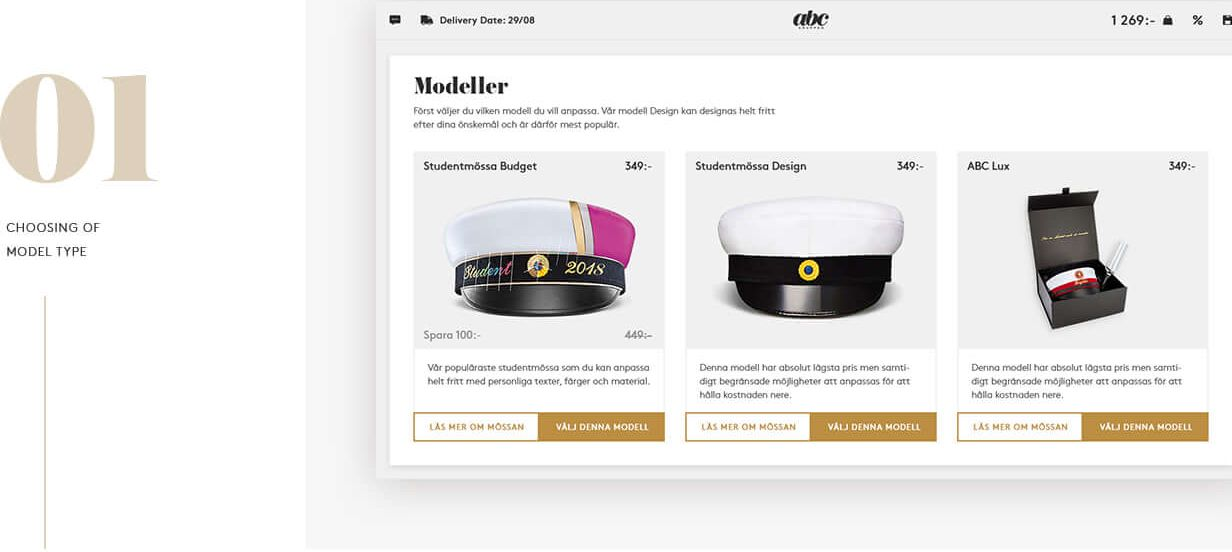 01
CHOOSING OF
MODEL TYPE
Delivery Date: 29/08
abc
1 269:-
%
Modeller
Först väljer du vilken modell du vill anpassa. Vår modell Design kan designas helt fritt
efter dina önskemål och är därför mest populär.
Studentmössa Budget 349:-
Student 2018
Spara 100:- 449:-
Vår populäraste studentmössa som du kan anpassa
helt fritt med personliga texter, färger och material.
LÄS MER OM MÖSSAN VÄLJ DENNA MODELL
Studentmössa Design 349:-
Denna modell har absolut lägsta pris men samti-
digt begränsade möjligheter att anpassas för att
hålla kostnaden nere.
LÄS MER OM MÖSSAN VÄLJ DENNA MODELL
ABC Lux 349:-
Denna modell har absolut lägsta pris men samti-
digt begränsade möjligheter att anpassas för att
hålla kostnaden nere.
LÄS MER OM MÖSSAN VÄLJ DENNA MODELL